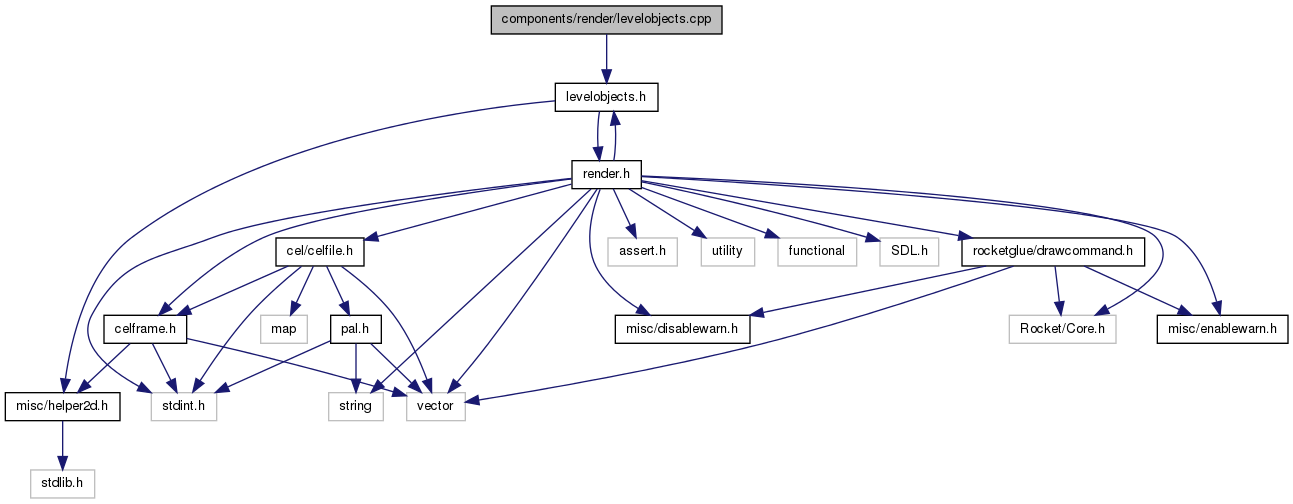 components/render/levelobjects.cpp
levelobjects.h
render.h
cel/celfile.h
assert.h
utility
functional
SDL.h
rocketglue/drawcommand.h
celframe.h
map
pal.h
misc/disablewarn.h
Rocket/Core.h
misc/enablewarn.h
misc/helper2d.h
stdint.h
string
vector
stdlib.h